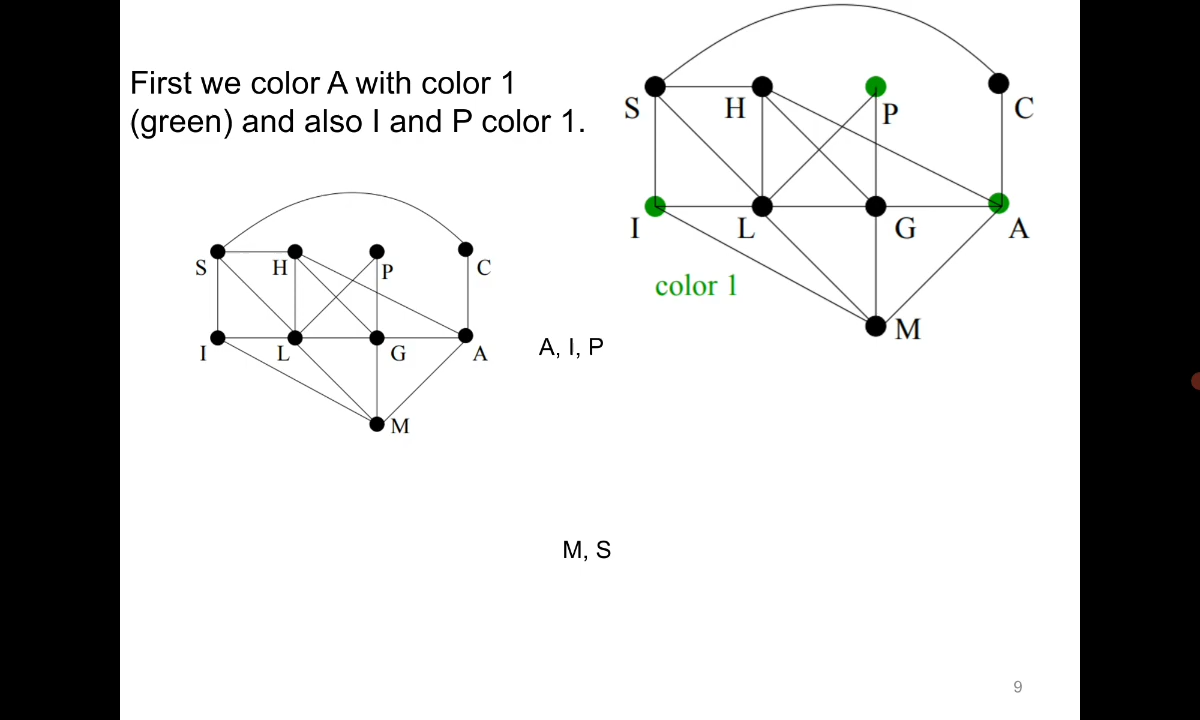 First we color A with color 1
(green) and also I and P color 1.
S
H
P
C
I
L
G
A
color 1
M
S
H
P
C
I
L
G
A
M
A, I, P
M, S
9